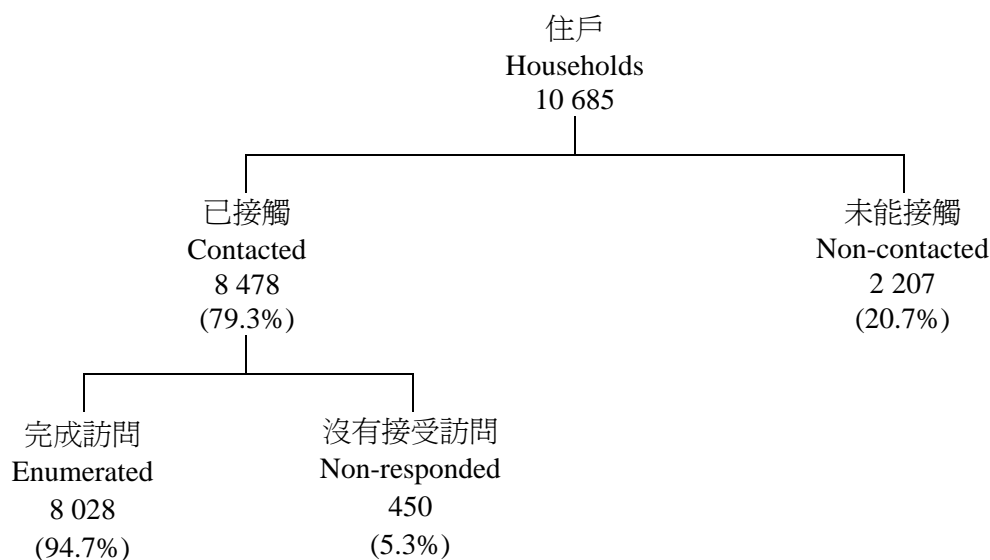 住戶
Households
10 685
已接觸
Contacted
8 478
(79.3%)
未能接觸
Non-contacted
2 207
(20.7%)
完成訪問
Enumerated
8 028
(94.7%)
沒有接受訪問
Non-responded
450
(5.3%)